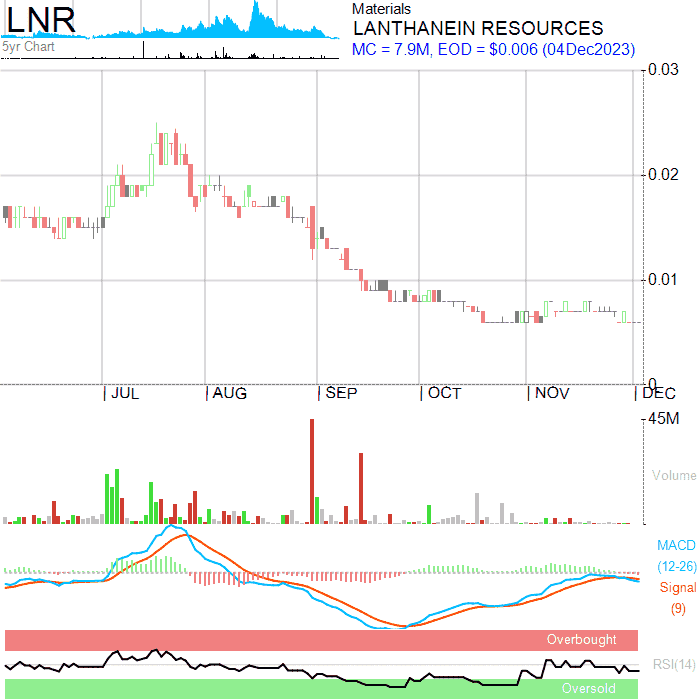 LNR
5yr Chart
Materials
LANTHANEIN RESOURCES
MC = 7.9M, EOD = $0.006 (04Dec2023)
0.03
0.02
0.01
0
JUL AUG SEP OCT NOV DEC
45M
Volume
MACD
(12-26)
Signal
(9)
Overbought
RSI(14)
Oversold